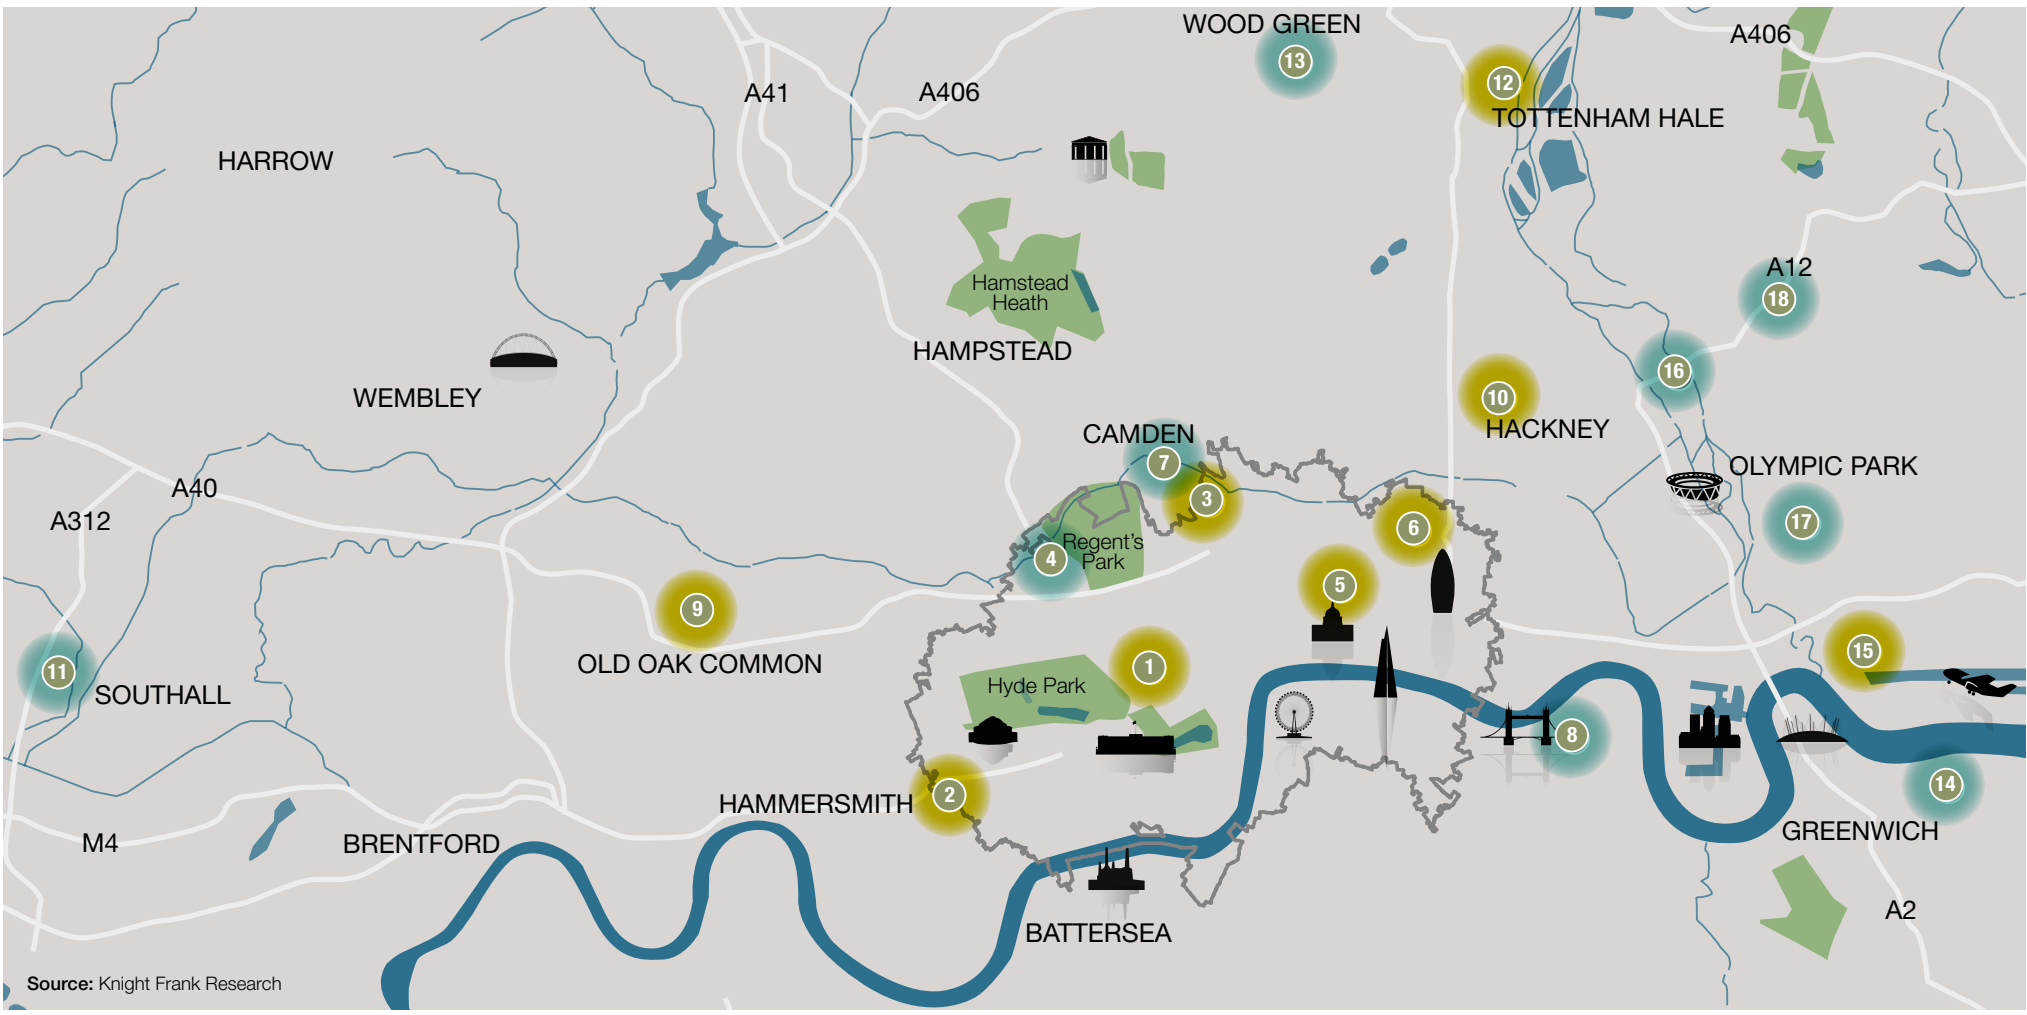 WOOD GREEN
13
A406
A41
A406
12
TOTTENHAM HALE
HARROW
A12
18
Hamstead
Heath
HAMPSTEAD
16
WEMBLEY
10
HACKNEY
CAMDEN
7
OLYMPIC PARK
A40
3
A312
6
17
Regent's
Park
4
5
9
OLD OAK COMMON
15
1
11
SOUTHALL
Hyde Park
8
14
HAMMERSMITH
2
GREENWICH
M4
BRENTFORD
A2
BATTERSEA
Source: Knight Frank Research